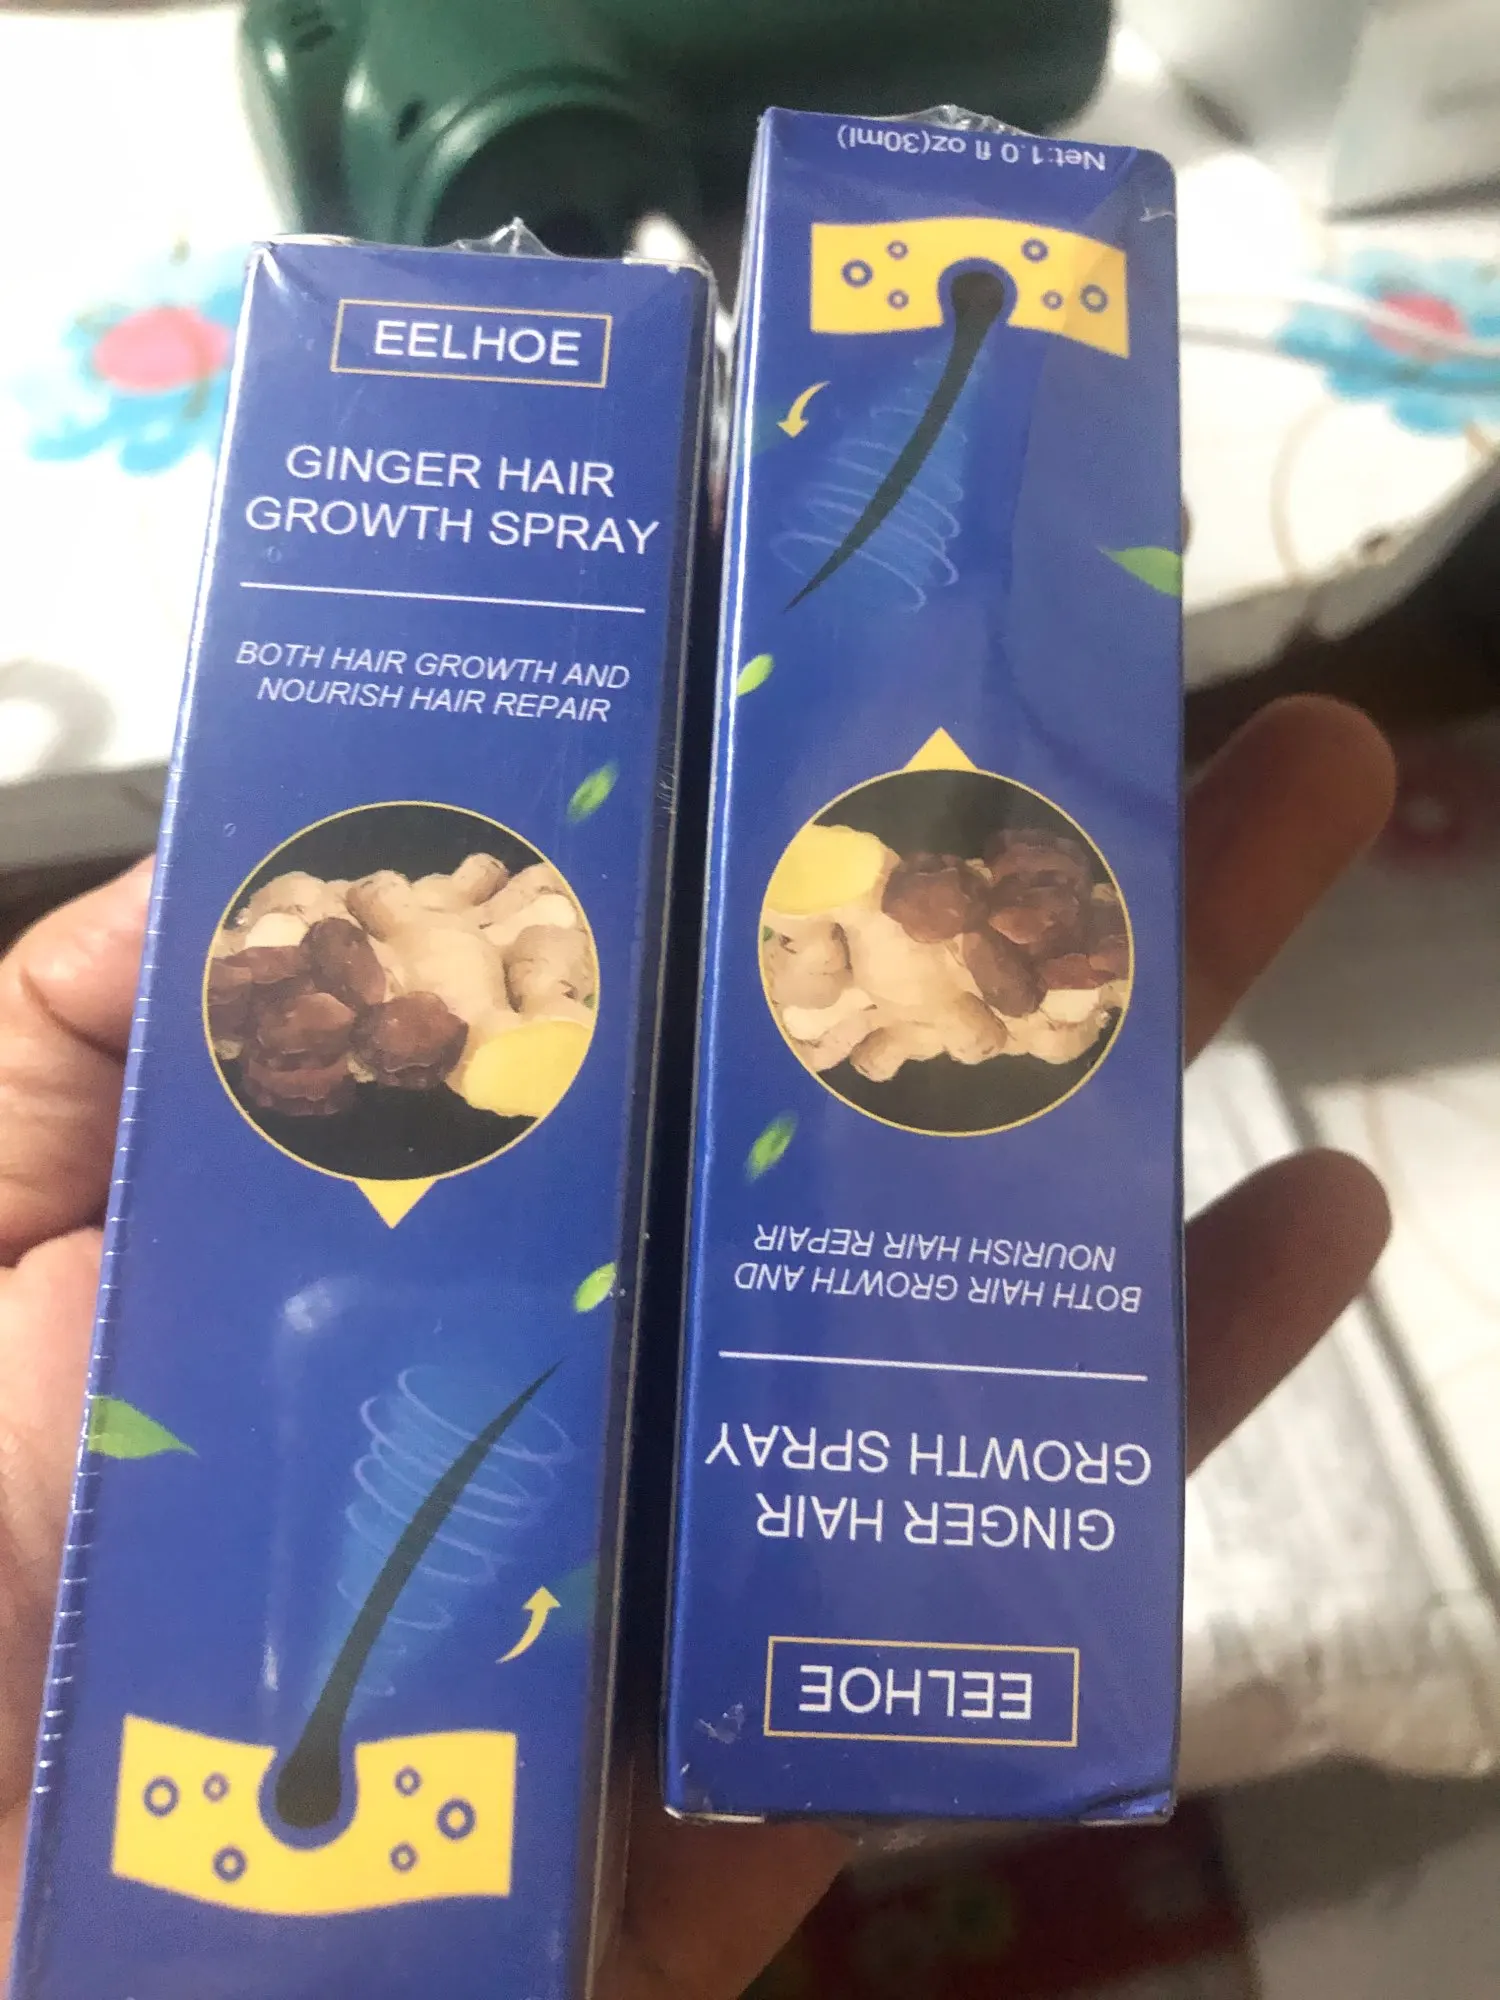 EELHOE
GINGER HAIR
GROWTH SPRAY
BOTH HAIR GROWTH AND
NOURISH HAIR REPAIR
EELHOE
GINGER HAIR
GROWTH SPRAY
BOTH HAIR GROWTH AND
NOURISH HAIR REPAIR
Net:1.0 fl oz(30ml)